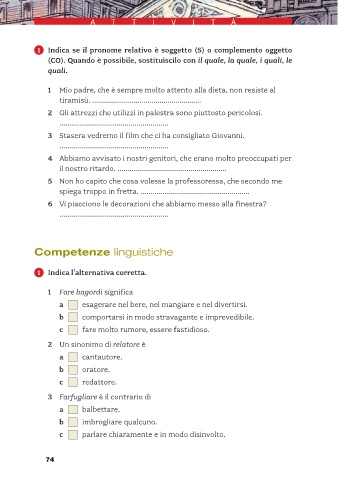 ATTIVITÀ
1 Indica se il pronome relativo è soggetto (S) o complemento oggetto
(CO). Quando è possibile, sostituiscilo con il quale, la quale, i quali, le
quali.
1 Mio padre, che è sempre molto attento alla dieta, non resiste al
tiramisù. ......................................................
2 Gli attrezzi che utilizzi in palestra sono piuttosto pericolosi.
......................................................
3 Stasera vedremo il film che ci ha consigliato Giovanni.
......................................................
4 Abbiamo avvisato i nostri genitori, che erano molto preoccupati per
il nostro ritardo. ......................................................
5 Non ho capito che cosa volesse la professoressa, che secondo me
spiega troppo in fretta. ......................................................
6 Vi piacciono le decorazioni che abbiamo messo alla finestra?
......................................................
Competenze linguistiche
1 Indica l'alternativa corretta.
1 Fare bagordi significa
a esagerare nel bere, nel mangiare e nel divertirsi.
b comportarsi in modo stravagante e imprevedibile.
c fare molto rumore, essere fastidioso.
2 Un sinonimo di relatore è
a cantautore.
b oratore.
c redattore.
3 Farfugliare è il contrario di
a balbettare.
b imbrogliare qualcuno.
c parlare chiaramente e in modo disinvolto.
74